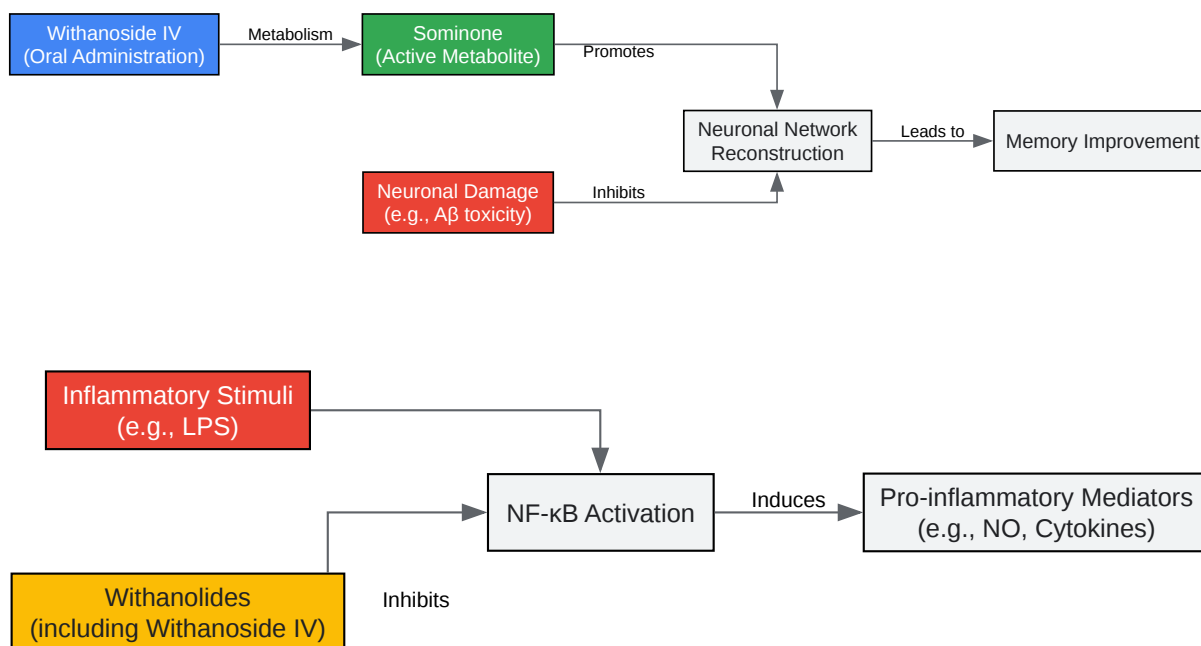 Withanoside IV
(Oral Administration)
Metabolism
Sominone
(Active Metabolite)
Promotes
Neuronal Network
Reconstruction
Leads to
Memory Improvement
Neuronal Damage
(e.g., Aβ toxicity)
Inhibits
Inflammatory Stimuli
(e.g., LPS)
NF-κB Activation
Induces
Pro-inflammatory Mediators
(e.g., NO, Cytokines)
Withanolides
(including Withanoside IV)
Inhibits